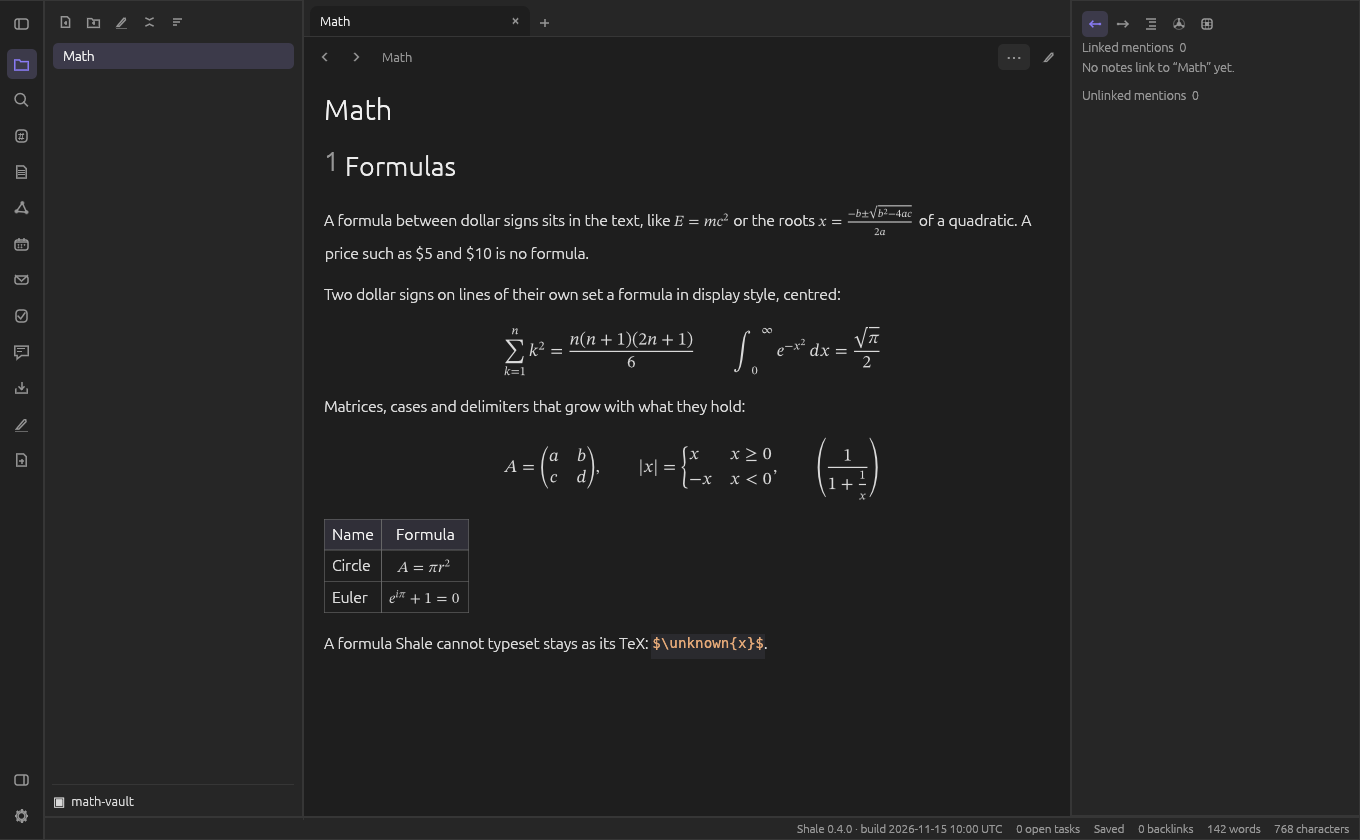 Math
math-vault
Math
Math
Math
1 Formulas
A formula between dollar signs sits in the text, like E = mc² or the roots x = −b±√b²−4ac / 2a of a quadratic. A
price such as $5 and $10 is no formula.
Two dollar signs on lines of their own set a formula in display style, centred:
∑ₖ₌₁ⁿ k² = n(n + 1)(2n + 1) / 6    ∫₀^∞ e^−x² dx = √π / 2
Matrices, cases and delimiters that grow with what they hold:
A = (a b c d),    |x| = { x  x ≥ 0  −x  x < 0,    (1 / 1 + 1/x)
Name Formula
Circle A = πr²
Euler e^iπ + 1 = 0
A formula Shale cannot typeset stays as its TeX: $\unknown{x}$.
Linked mentions 0
No notes link to “Math” yet.
Unlinked mentions 0
Shale 0.4.0 · build 2026-11-15 10:00 UTC 0 open tasks Saved 0 backlinks 142 words 768 characters